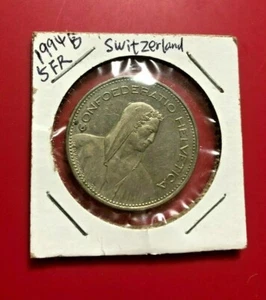 1994 B Switzerland
5 FR
CONFOEDERATIO HELVETICA